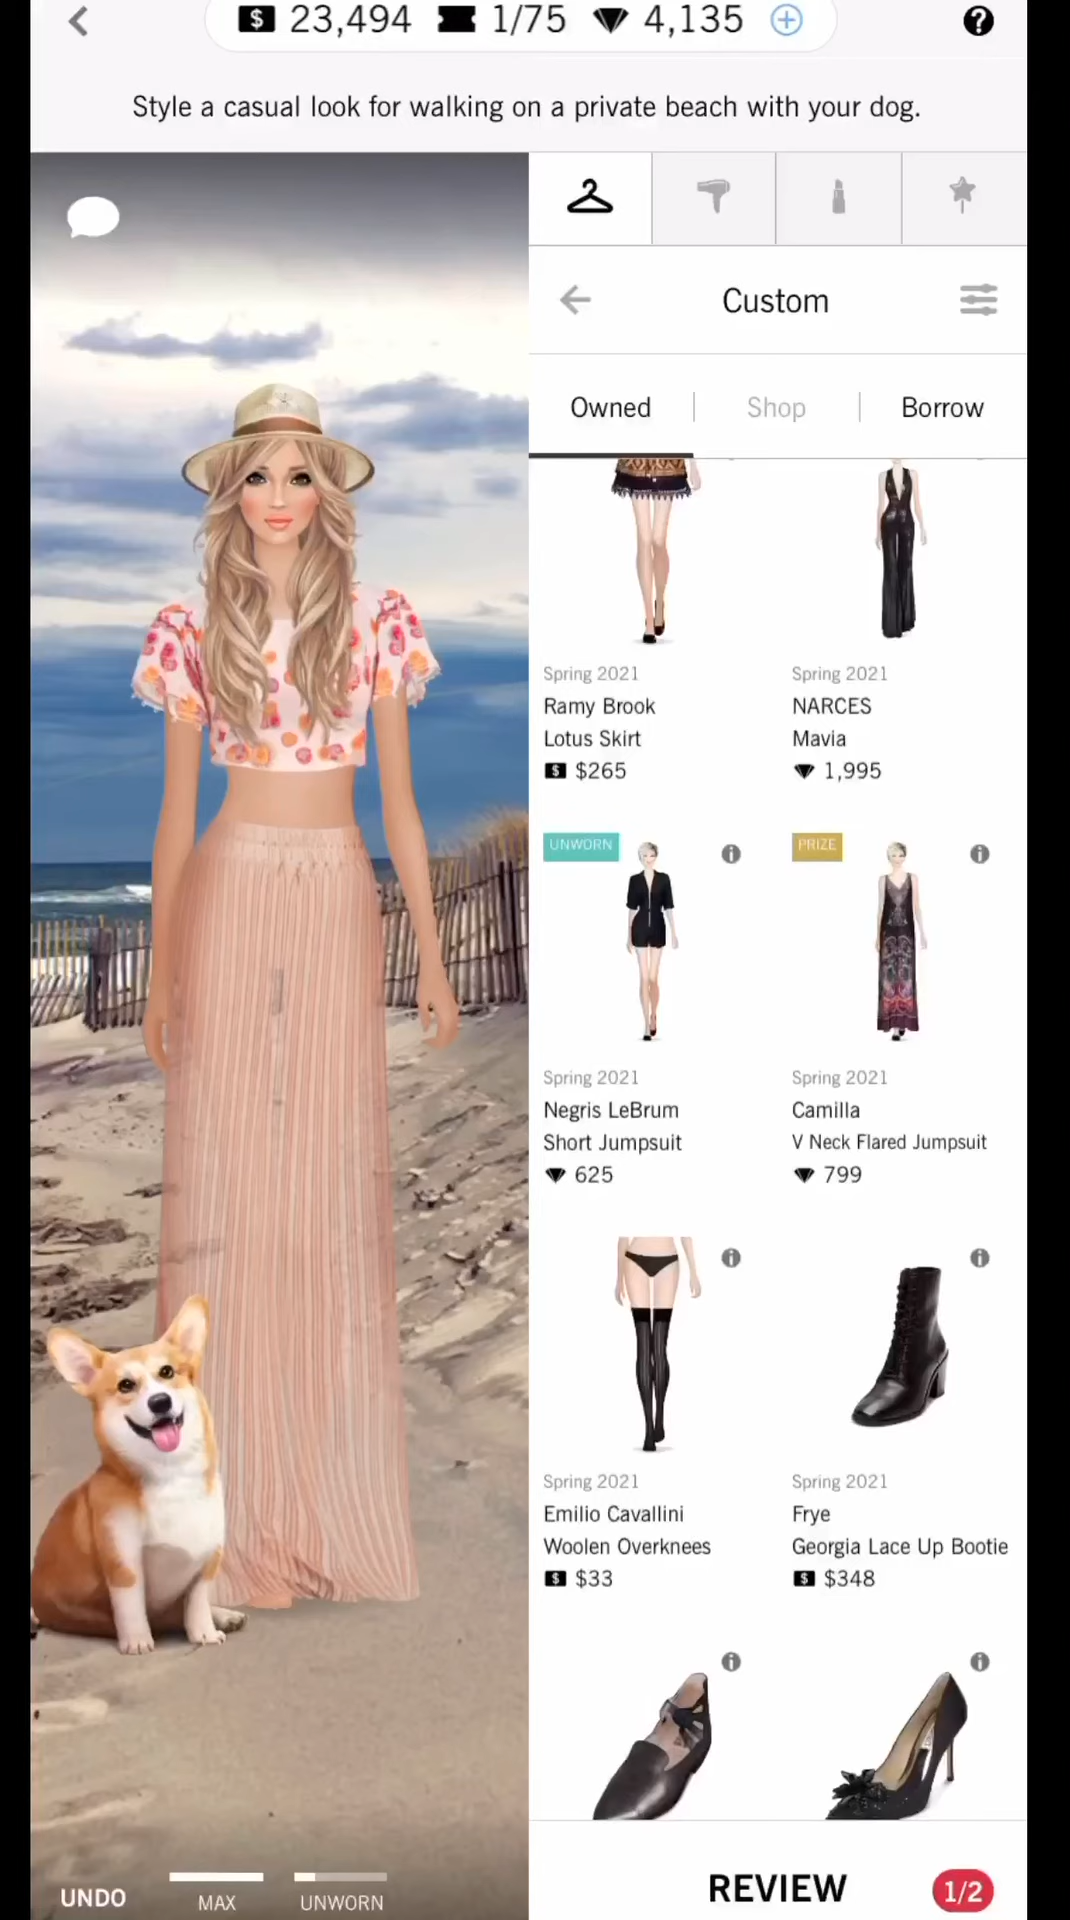 $ 23,494 1/75 4,135 +
?
Style a casual look for walking on a private beach with your dog.
Custom
Owned | Shop | Borrow
Spring 2021
Ramy Brook
Lotus Skirt
$ $265
Spring 2021
NARCES
Mavia
1,995
UNWORN
i
Spring 2021
Negris LeBrum
Short Jumpsuit
625
PRIZE
i
Spring 2021
Camilla
V Neck Flared Jumpsuit
799
i
Spring 2021
Emilio Cavallini
Woolen Overknees
$ $33
i
Spring 2021
Frye
Georgia Lace Up Bootie
$ $348
i
i
UNDO
MAX
UNWORN
REVIEW
1/2